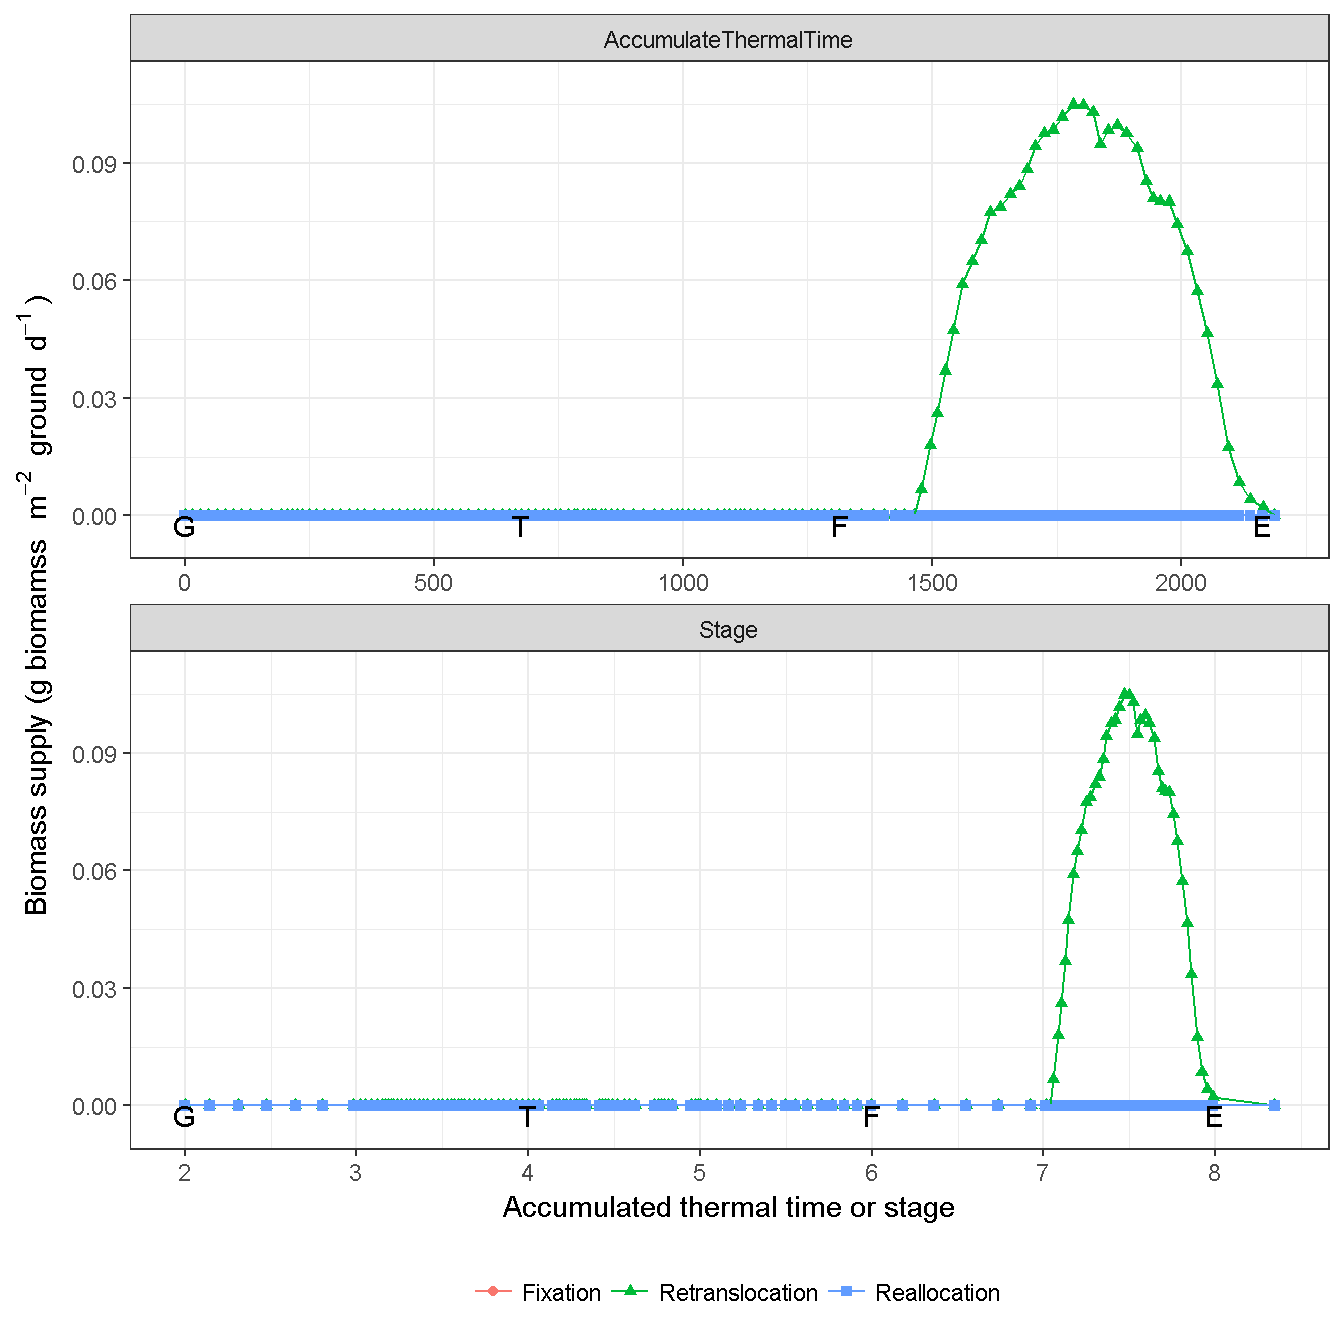 AccumulateThermalTime
Biomass supply (g biomamss m⁻² ground d⁻¹)
0.09
0.06
0.03
0.00
G T F E
0 500 1000 1500 2000
Stage
0.09
0.06
0.03
0.00
G T F E
2 3 4 5 6 7 8
Accumulated thermal time or stage
Fixation Retranslocation Reallocation